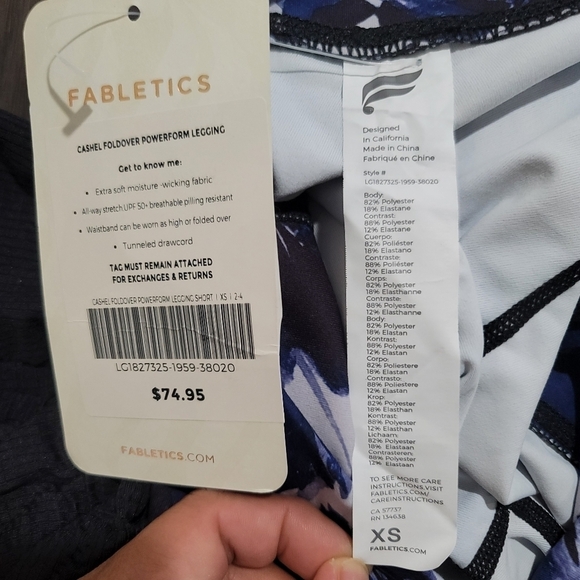 FABLETICS
CASHEL FOLDOVER POWERFORM LEGGING
Get to know me:
• Extra soft moisture -wicking fabric
• All-way stretch UPF 50+ breathable pilling resistant
• Waistband can be worn as high or folded over
• Tunneled drawcord
TAG MUST REMAIN ATTACHED
FOR EXCHANGES & RETURNS
CASHEL FOLDOVER POWERFORM LEGGING SHORT | XS | 2-4
LG1827325-1959-38020
$74.95
FABLETICS.COM
Designed
in California
Made in China
Fabriqué en Chine
Style #
LG1827325-1959-38020
Body:
82% Polyester
18% Elastane
Contrast:
88% Polyester
12% Elastane
Cuerpo:
82% Poliéster
18% Elastano
Contraste:
88% Poliéster
12% Elastano
Corps:
82% Polyester
18% Elasthanne
Contraste:
88% Polyester
12% Elasthanne
Body:
82% Polyester
18% Elastan
Kontrast:
88% Polyester
12% Elastan
Corpo:
82% Poliestere
18% Elastan
Contrasto:
88% Poliestere
12% Elastan
Krop:
82% Polyester
18% Elasthan
Kontrast:
88% Polyester
12% Elasthan
Lichaam:
82% Polyester
18% Elastaan
Contrasteren:
88% Polyester
12% Elastaan
TO SEE MORE CARE
INSTRUCTIONS,VISIT
FABLETICS.COM/
CAREINSTRUCTIONS
CA 57737
RN 134638
XS
FABLETICS.COM